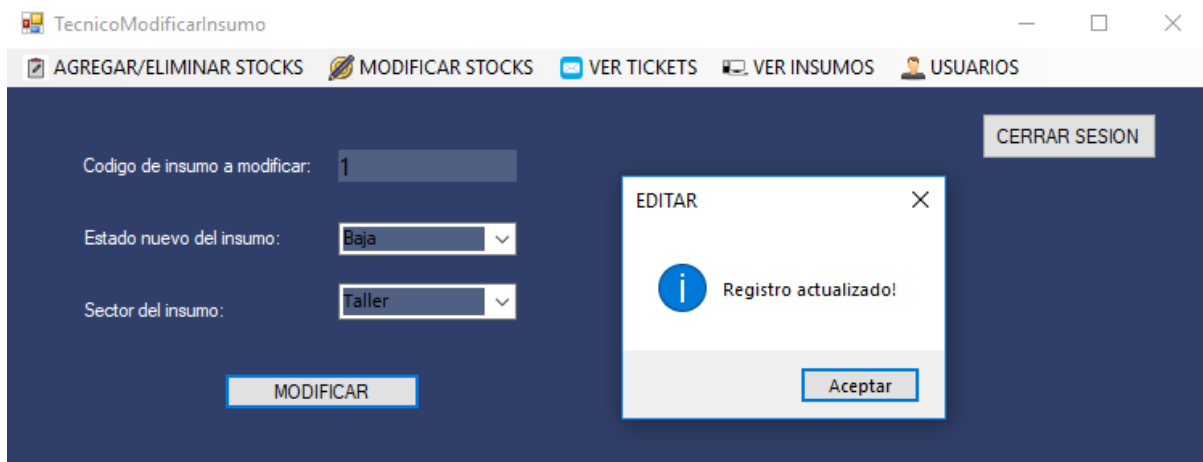 TecnicoModificarInsumo
AGREGAR/ELIMINAR STOCKS MODIFICAR STOCKS VER TICKETS VER INSUMOS USUARIOS
CERRAR SESION
Codigo de insumo a modificar: 1
Estado nuevo del insumo: Baja
Sector del insumo: Taller
MODIFICAR
EDITAR
Registro actualizado!
Aceptar